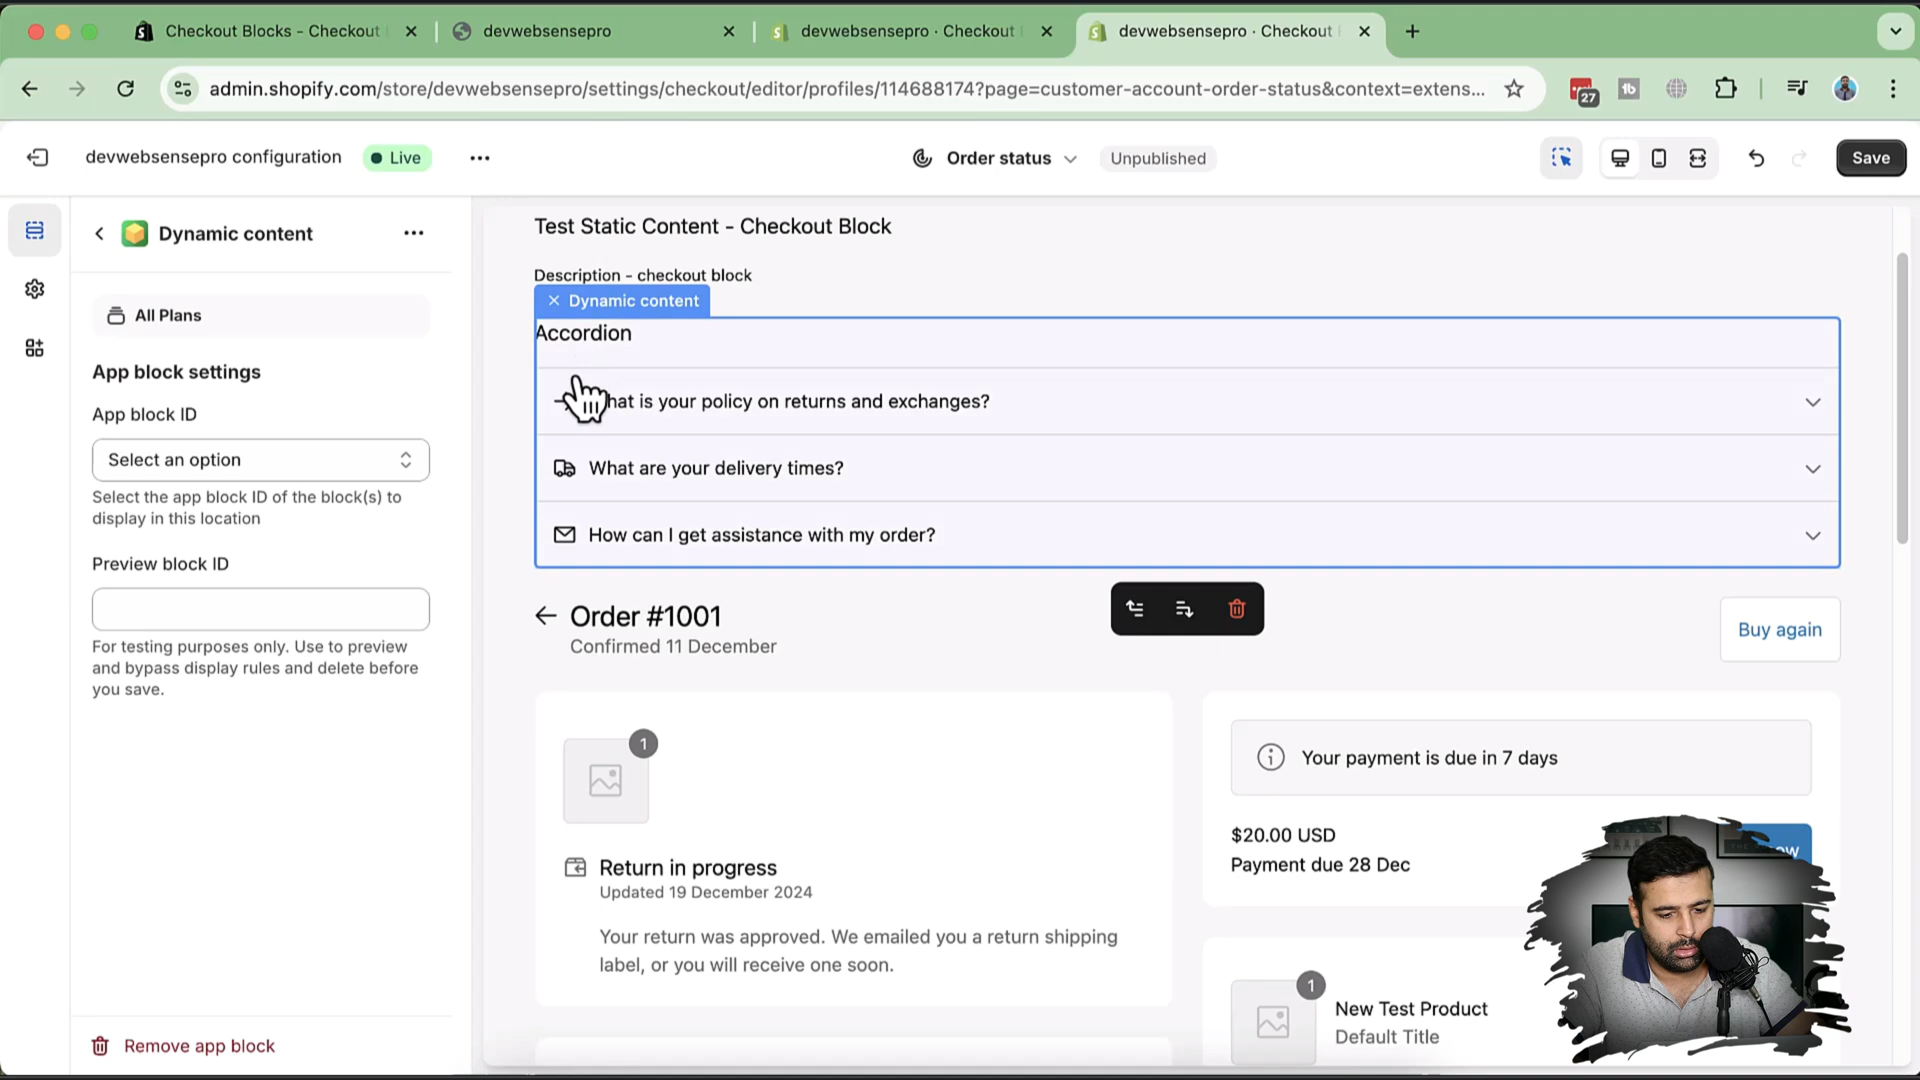 Checkout Blocks - Checkout
devwebsensepro
devwebsensepro · Checkout
devwebsensepro · Checkout
admin.shopify.com/store/devwebsensepro/settings/checkout/editor/profiles/114688174?page=customer-account-order-status&context=extens...
27
devwebsensepro configuration
Live
Order status
Unpublished
Save
Dynamic content
All Plans
App block settings
App block ID
Select an option
Select the app block ID of the block(s) to
display in this location
Preview block ID
For testing purposes only. Use to preview
and bypass display rules and delete before
you save.
Remove app block
Test Static Content - Checkout Block
Description - checkout block
Dynamic content
Accordion
hat is your policy on returns and exchanges?
What are your delivery times?
How can I get assistance with my order?
Order #1001
Confirmed 11 December
Buy again
1
Return in progress
Updated 19 December 2024
Your return was approved. We emailed you a return shipping
label, or you will receive one soon.
Your payment is due in 7 days
$20.00 USD
Payment due 28 Dec
1
New Test Product
Default Title